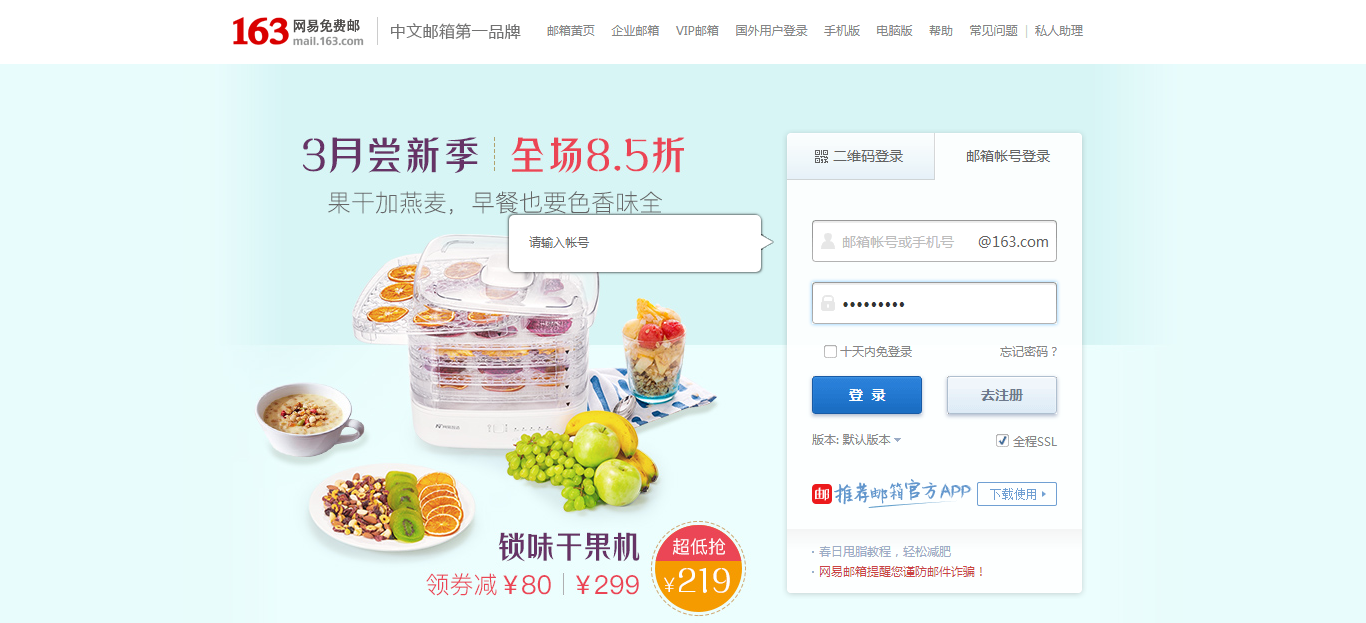 163 网易免费邮
mail.163.com
中文邮箱第一品牌
邮箱黄页 企业邮箱 VIP邮箱 国外用户登录 手机版 电脑版 帮助 常见问题 | 私人助理
3月尝新季 全场8.5折
果干加燕麦，早餐也要色香味全
请输入帐号
二维码登录 邮箱帐号登录
邮箱帐号或手机号 @163.com
•••••••••
十天内免登录 忘记密码？
登 录 去注册
版本: 默认版本 全程SSL
邮 推荐邮箱官方APP 下载使用
· 春日甩脂教程，轻松减肥
· 网易邮箱提醒您谨防邮件诈骗！
锁味干果机
领券减￥80 ￥299
超低抢
￥219